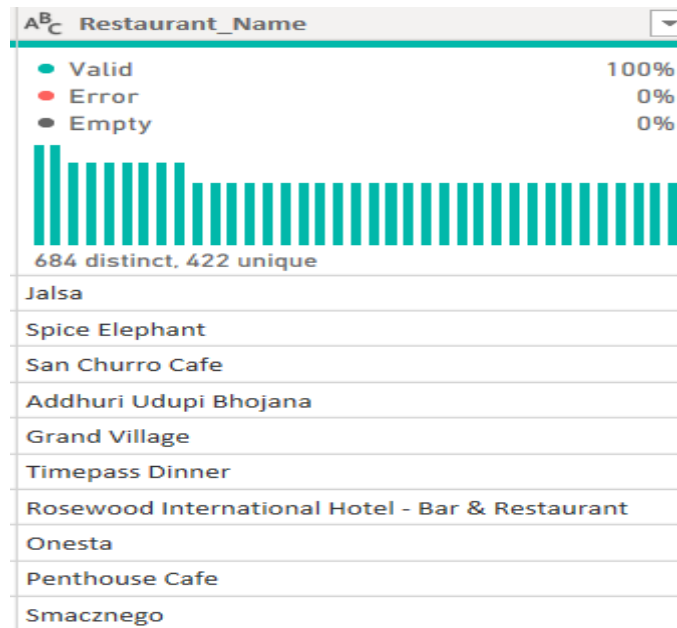 ABC Restaurant_Name
Valid 100%
Error 0%
Empty 0%
684 distinct, 422 unique
Jalsa
Spice Elephant
San Churro Cafe
Addhuri Udupi Bhojana
Grand Village
Timepass Dinner
Rosewood International Hotel - Bar & Restaurant
Onesta
Penthouse Cafe
Smacznego